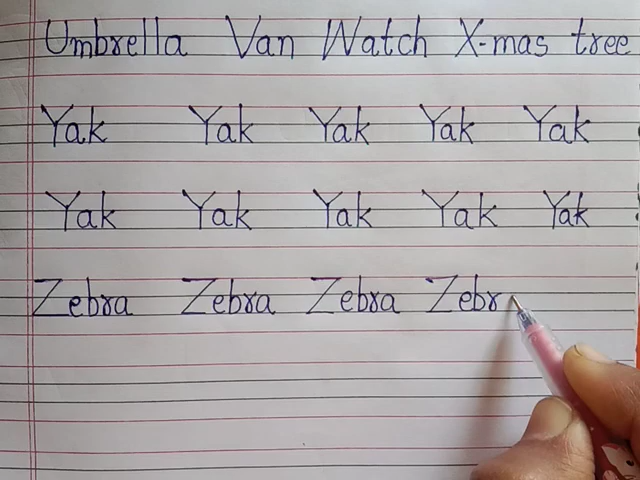 Umbrella Van Watch X-mas tree
Yak Yak Yak Yak Yak
Yak Yak Yak Yak Yak
Zebra Zebra Zebra Zebr